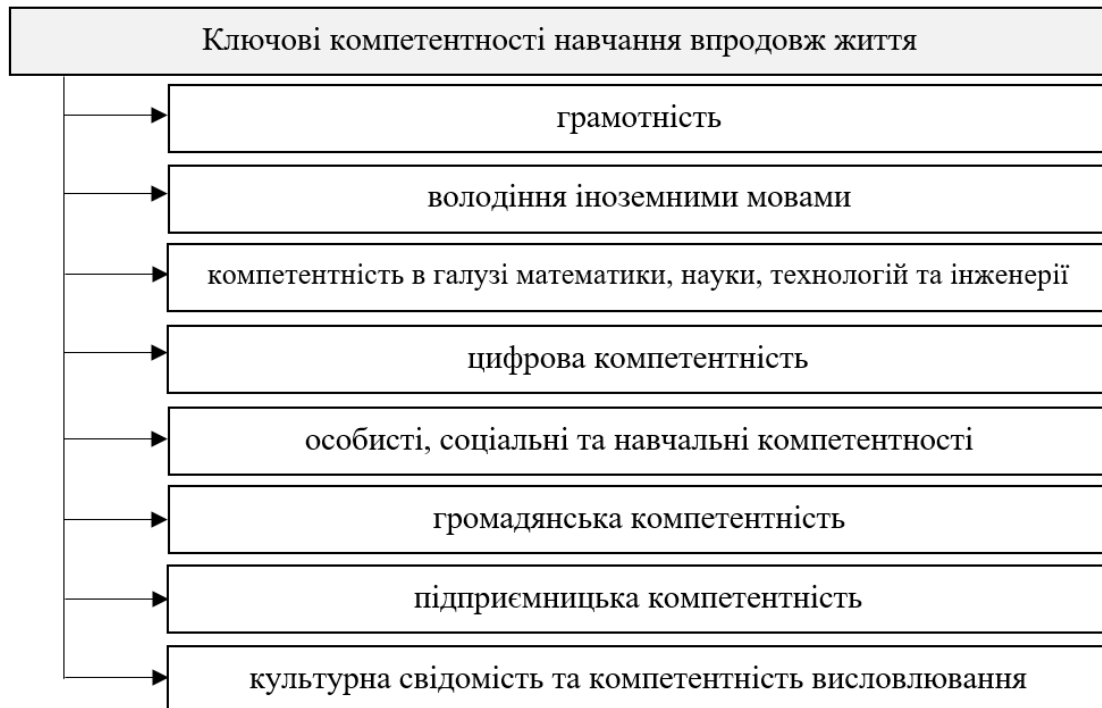 Ключові компетентності навчання впродовж життя
грамотність
володіння іноземними мовами
компетентність в галузі математики, науки, технологій та інженерії
цифрова компетентність
особисті, соціальні та навчальні компетентності
громадянська компетентність
підприємницька компетентність
культурна свідомість та компетентність висловлювання